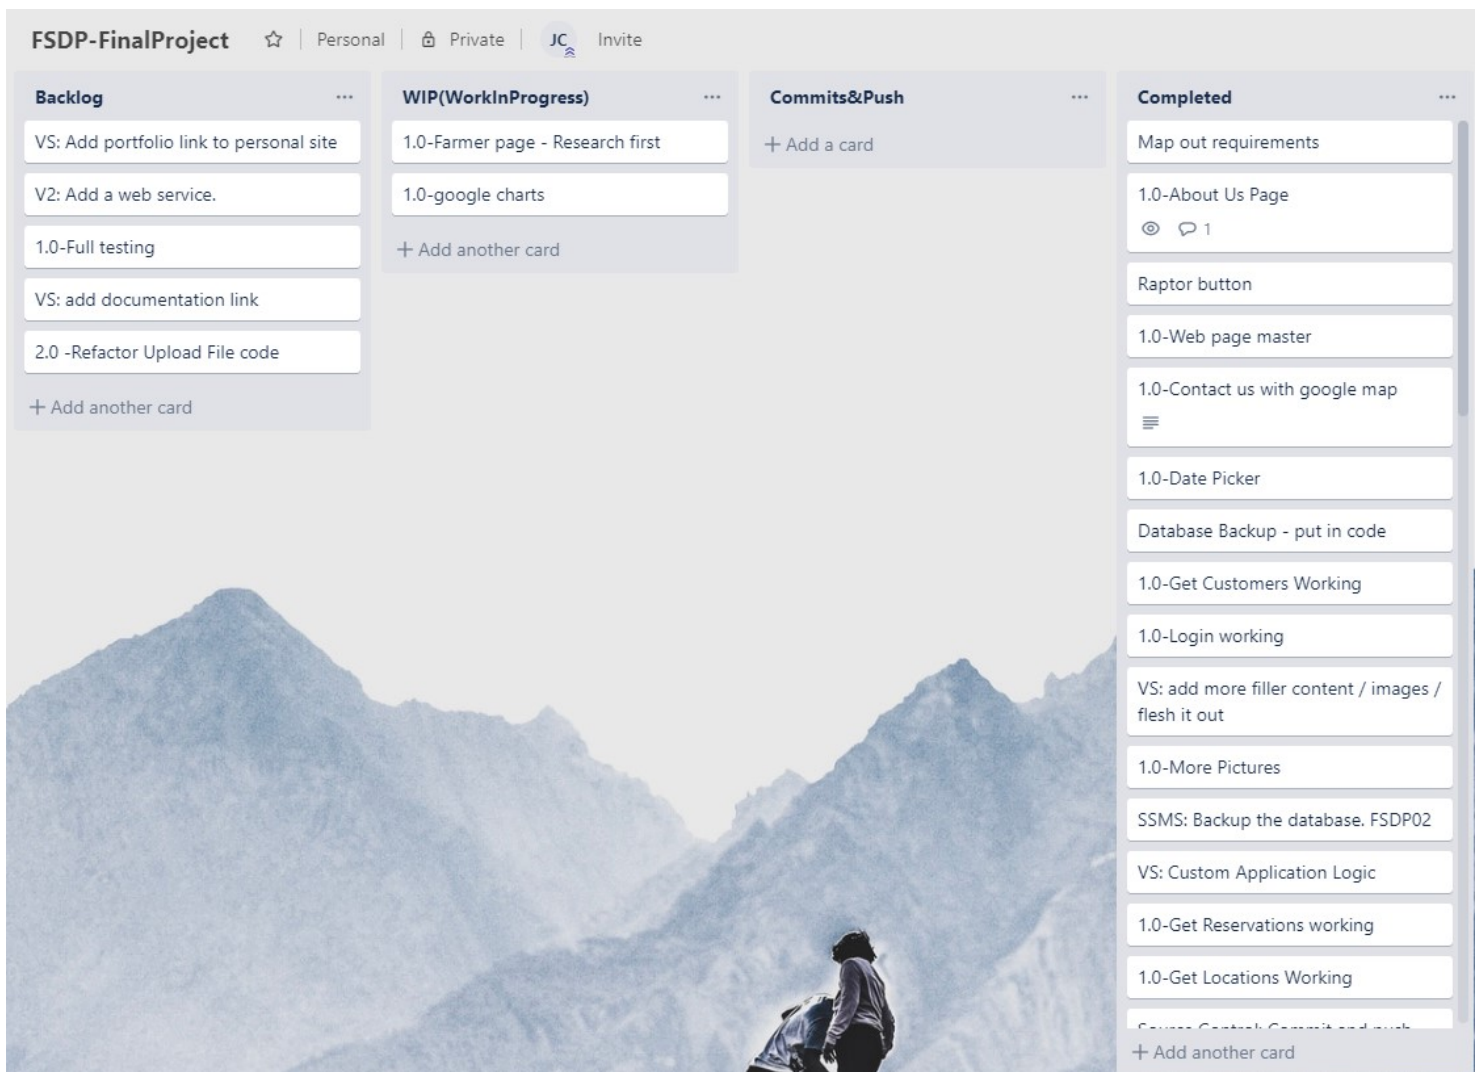 FSDP-FinalProject
Personal
Private
JC
Invite
Backlog
VS: Add portfolio link to personal site
V2: Add a web service.
1.0-Full testing
VS: add documentation link
2.0 -Refactor Upload File code
+ Add another card
WIP(WorkInProgress)
1.0-Farmer page - Research first
1.0-google charts
+ Add another card
Commits&Push
+ Add a card
Completed
Map out requirements
1.0-About Us Page
1
Raptor button
1.0-Web page master
1.0-Contact us with google map
1.0-Date Picker
Database Backup - put in code
1.0-Get Customers Working
1.0-Login working
VS: add more filler content / images /
flesh it out
1.0-More Pictures
SSMS: Backup the database. FSDP02
VS: Custom Application Logic
1.0-Get Reservations working
1.0-Get Locations Working
Source Control: Commit and push
+ Add another card